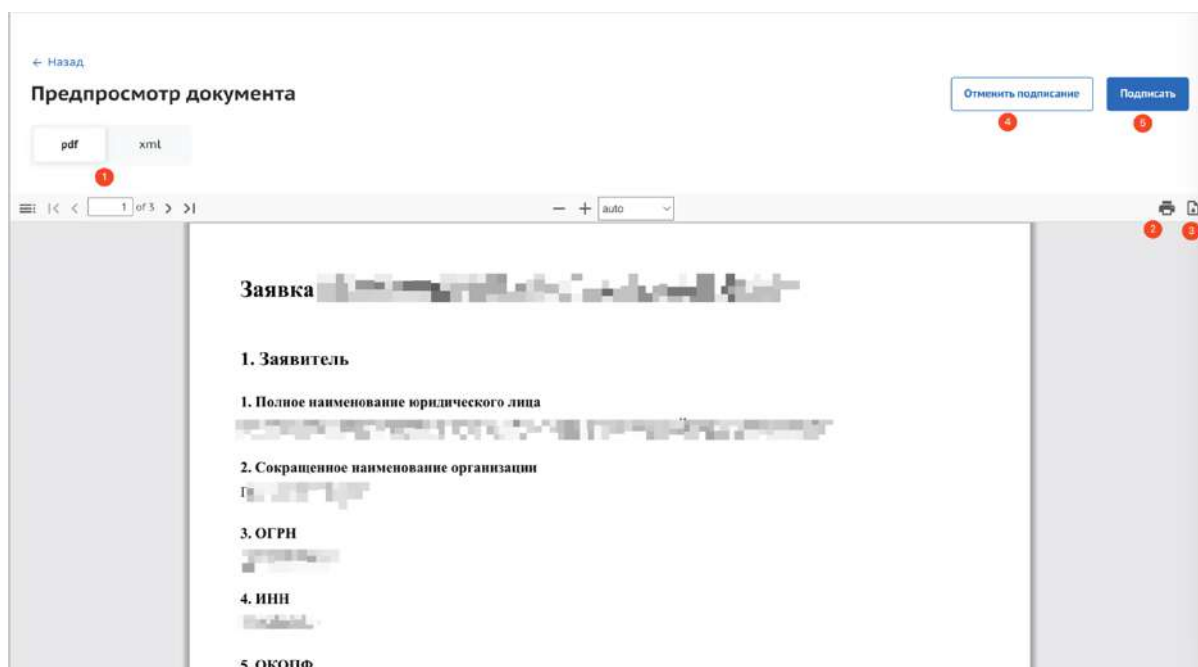 ← Назад
Предпросмотр документа
Отменить подписание
Подписать
4
5
pdf
xml
1
1 of 3
auto
2
3
Заявка
1. Заявитель
1. Полное наименование юридического лица
2. Сокращенное наименование организации
3. ОГРН
4. ИНН
5. ОКОПФ